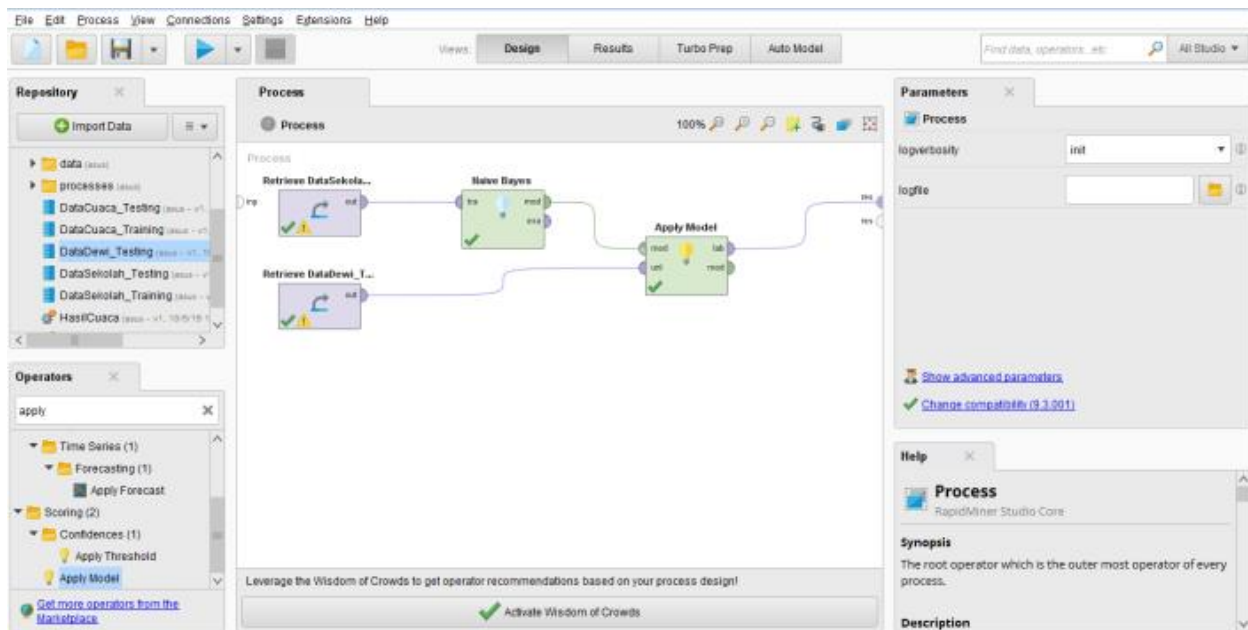 File Edit Process View Connections Settings Extensions Help
Views: Design Results Turbo Prep Auto Model
Find data, operators...etc
All Studio
Repository
Import Data
data
processes
DataCuaca_Testing
DataCuaca_Training
DataDewi_Testing
DataSekolah_Testing
DataSekolah_Training
HasilCuaca
Operators
apply
Time Series (1)
Forecasting (1)
Apply Forecast
Scoring (2)
Confidences (1)
Apply Threshold
Apply Model
Get more operators from the
Marketplace
Process
Process
100%
Process
Retrieve DataSekola...
inp
out
Naive Bayes
tra
mod
exa
Apply Model
mod
lab
unl
mod
res
res
Retrieve DataDewi_T...
out
Leverage the Wisdom of Crowds to get operator recommendations based on your process design!
Activate Wisdom of Crowds
Parameters
Process
logverbosity
init
logfile
Show advanced parameters
Change compatibility (9.3.001)
Help
Process
RapidMiner Studio Core
Synopsis
The root operator which is the outer most operator of every
process.
Description